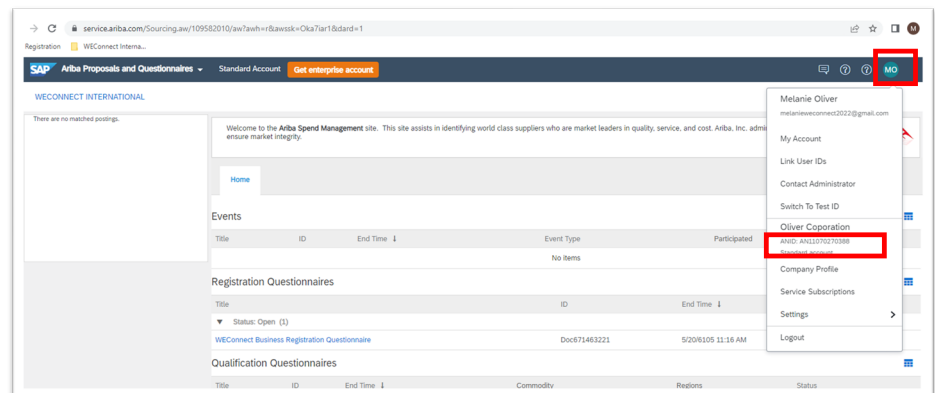 service.ariba.com/Sourcing.aw/109582010/aw?awh=r&awssk=Oka7iar1&dard=1
M
Registration WEConnect Interna...
SAP Ariba Proposals and Questionnaires Standard Account Get enterprise account MO
WECONNECT INTERNATIONAL
There are no matched postings.
Welcome to the Ariba Spend Management site. This site assists in identifying world class suppliers who are market leaders in quality, service, and cost. Ariba, Inc. admi
ensure market integrity.
Home
Events
Title ID End Time ↓ Event Type Participated
No items
Registration Questionnaires
Title ID End Time ↓
▼ Status: Open (1)
WEConnect Business Registration Questionnaire Doc671463221 5/20/6105 11:16 AM
Qualification Questionnaires
Title ID End Time ↓ Commodity Regions Status
Melanie Oliver
melanieweconnect2022@gmail.com
My Account
Link User IDs
Contact Administrator
Switch To Test ID
Oliver Coporation
ANID: AN11070270388
Standard account
Company Profile
Service Subscriptions
Settings
Logout